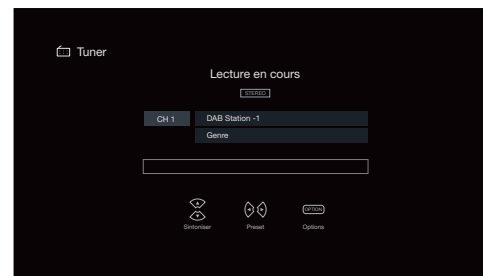 Tuner
Lecture en cours
STEREO
CH 1 DAB Station -1
Genre
OPTION
Sintoniser Preset Options